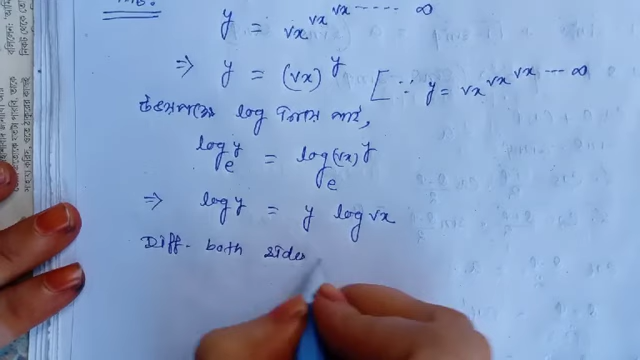 y = √x^√x^√x ----- ∞
⇒ y = (√x)^y [∵ y = √x^√x^√x --- ∞
উভয়পক্ষে log নিয়ে পাই,
log_e y = log_e (√x)^y
⇒ log y = y log √x
Diff. both sides